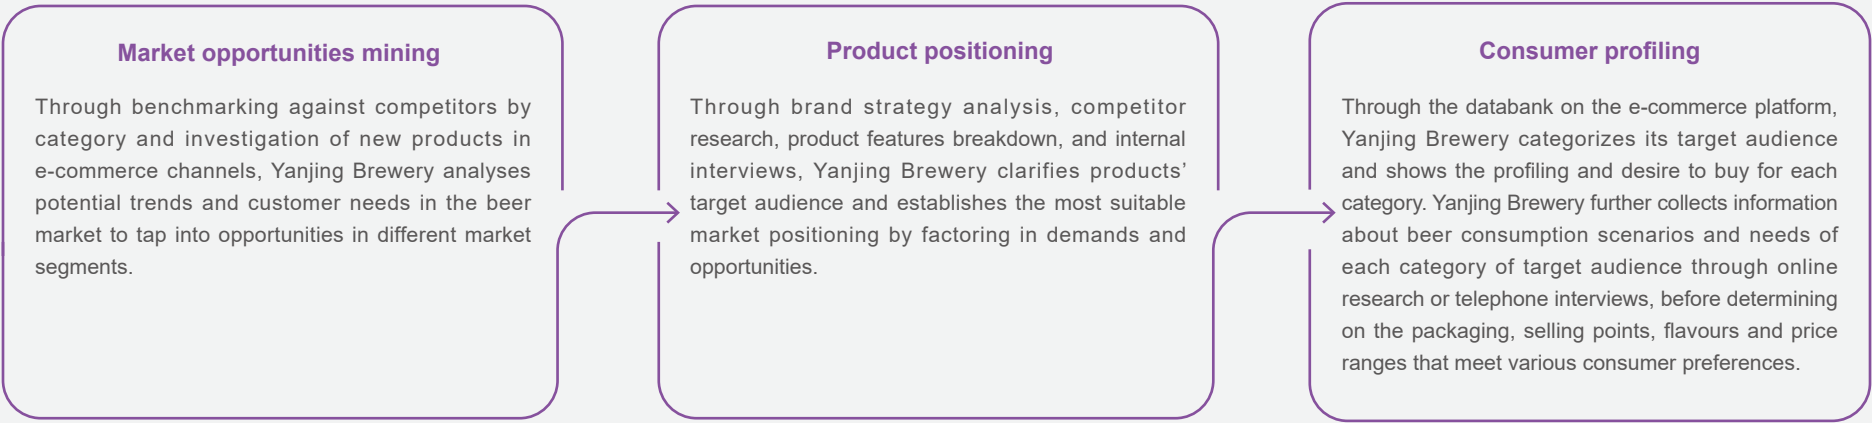 Market opportunities mining
Through benchmarking against competitors by
category and investigation of new products in
e-commerce channels, Yanjing Brewery analyses
potential trends and customer needs in the beer
market to tap into opportunities in different market
segments.
Product positioning
Through brand strategy analysis, competitor
research, product features breakdown, and internal
interviews, Yanjing Brewery clarifies products’
target audience and establishes the most suitable
market positioning by factoring in demands and
opportunities.
Consumer profiling
Through the databank on the e-commerce platform,
Yanjing Brewery categorizes its target audience
and shows the profiling and desire to buy for each
category. Yanjing Brewery further collects information
about beer consumption scenarios and needs of
each category of target audience through online
research or telephone interviews, before determining
on the packaging, selling points, flavours and price
ranges that meet various consumer preferences.